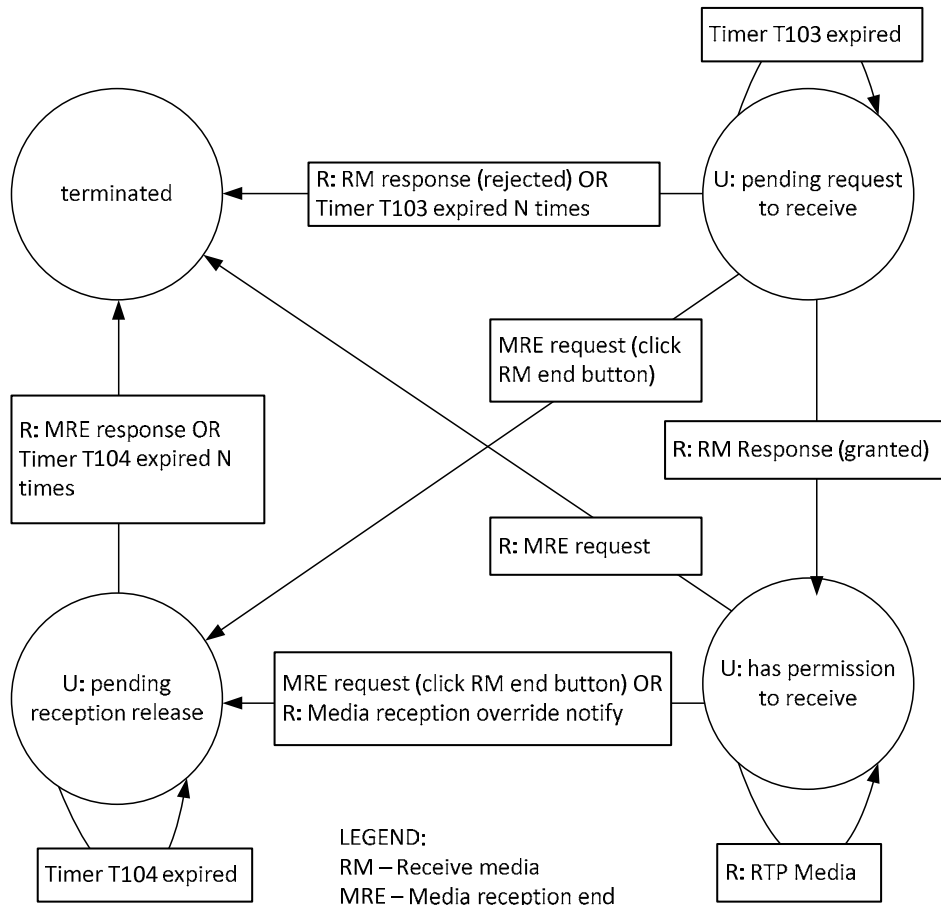 Timer T103 expired
terminated
R: RM response (rejected) OR
Timer T103 expired N times
U: pending request
to receive
MRE request (click
RM end button)
R: MRE response OR
Timer T104 expired N
times
R: RM Response (granted)
R: MRE request
U: pending
reception release
MRE request (click RM end button) OR
R: Media reception override notify
U: has permission
to receive
Timer T104 expired
LEGEND:
RM – Receive media
MRE – Media reception end
R: RTP Media